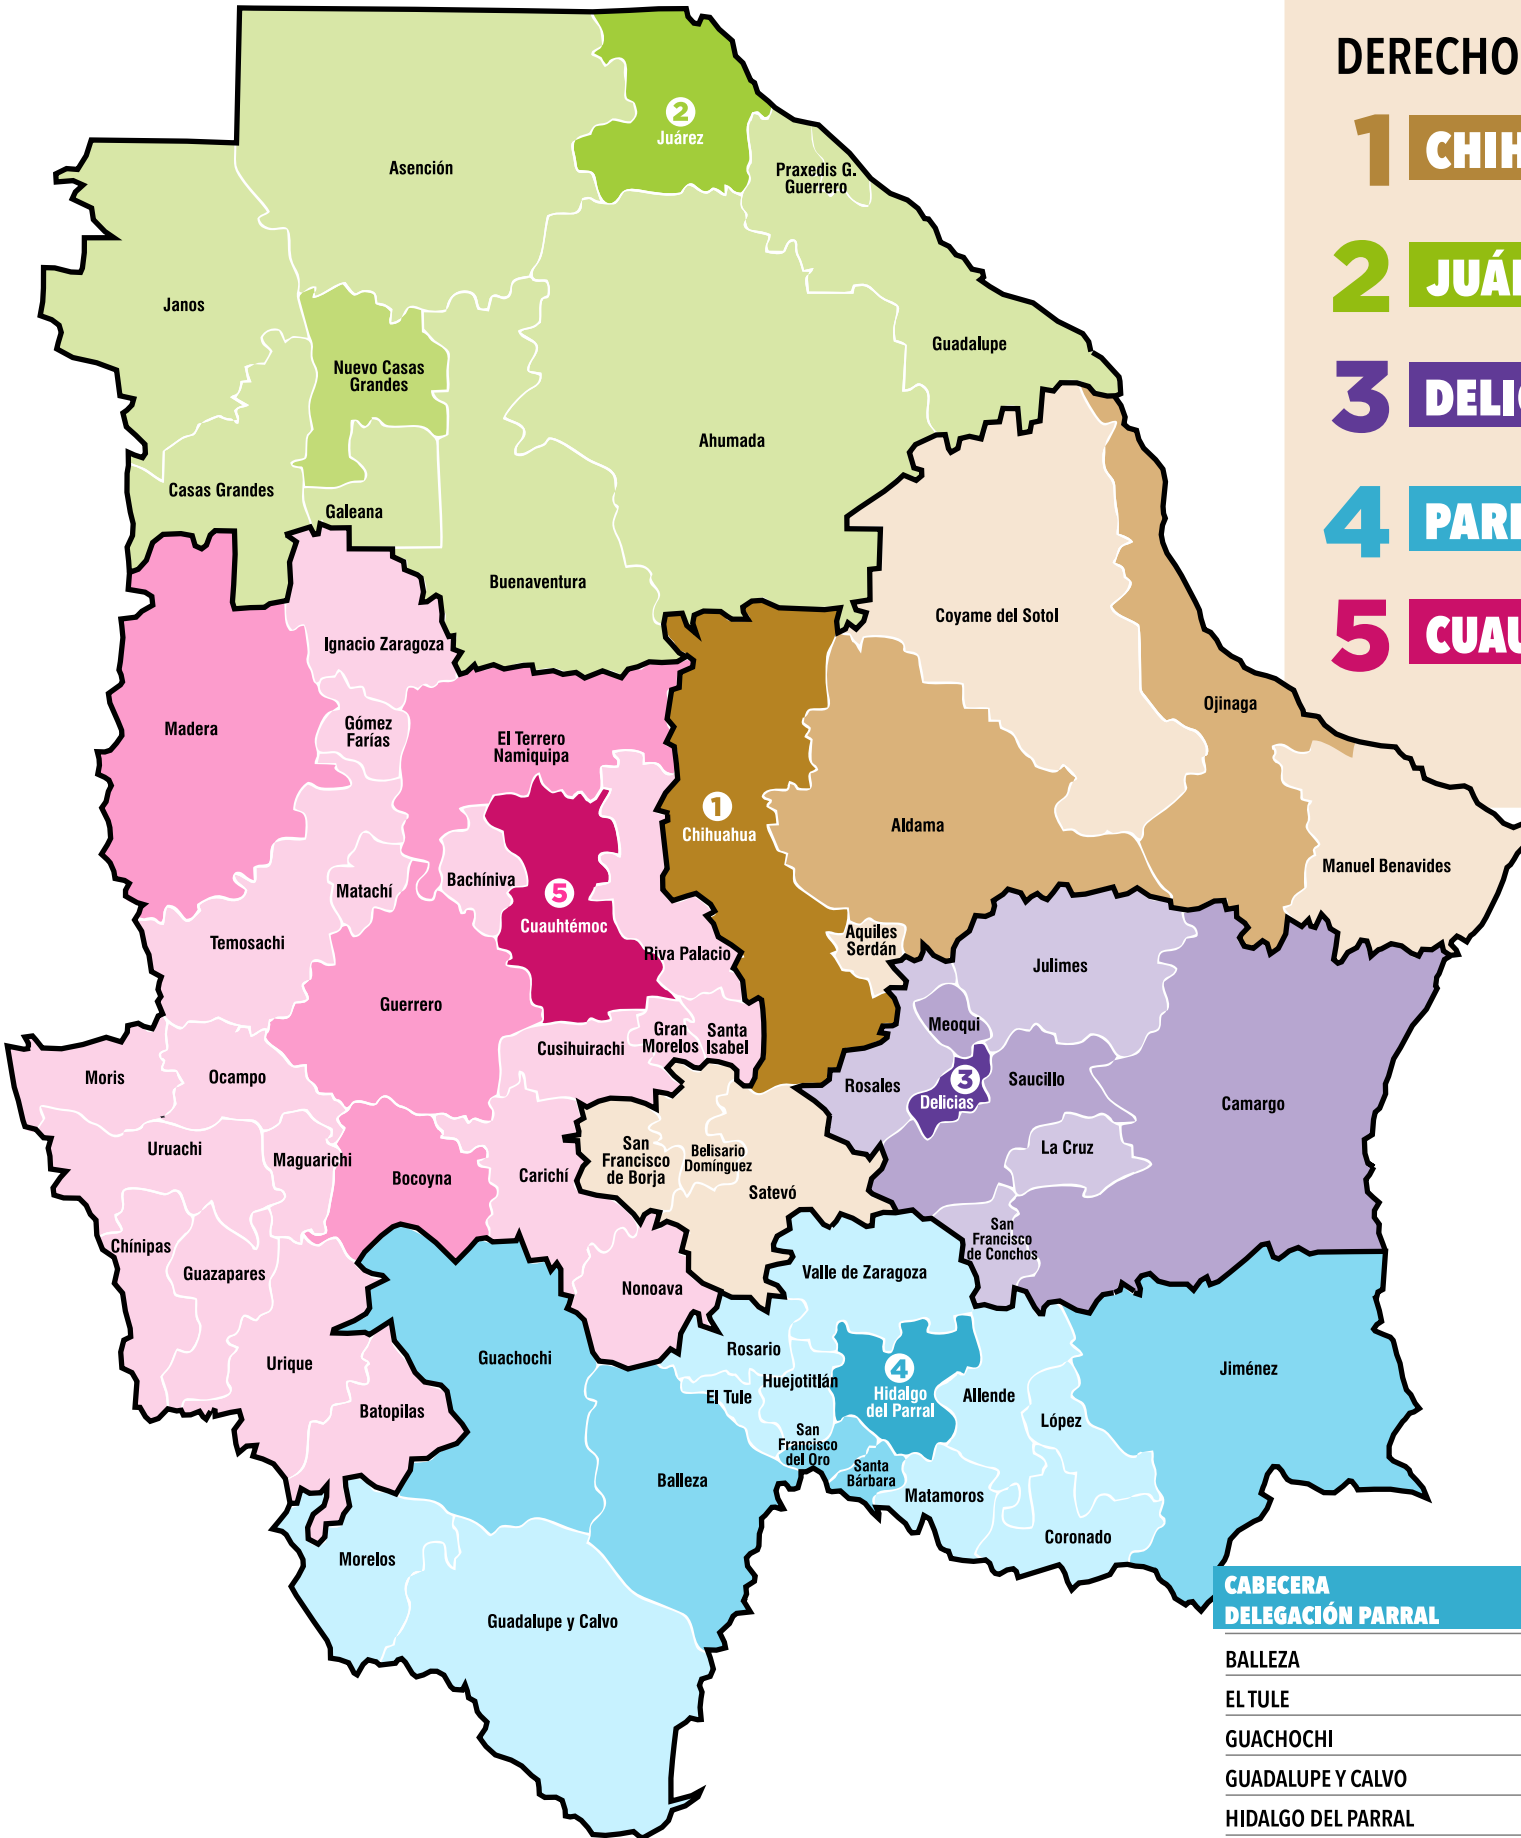 DERECHO
1 CHIH
2 JUÁ
3 DELI
4 PAR
5 CUAU
2
Juárez
Asención
Praxedis G.
Guerrero
Janos
Nuevo Casas
Grandes
Guadalupe
Ahumada
Casas Grandes
Galeana
Buenaventura
Coyame del Sotol
Ignacio Zaragoza
Ojinaga
Madera
Gómez
Farías
El Terrero
Namiquipa
1
Chihuahua
Aldama
Manuel Benavides
Bachíniva
Matachí
5
Cuauhtémoc
Temosachi
Riva Palacio
Aquiles
Serdán
Julimes
Guerrero
Meoqui
Gran
Morelos
Santa
Isabel
Cusihuirachi
Moris
Ocampo
Rosales
3
Delicias
Saucillo
Camargo
Uruachi
Maguarichi
Bocoyna
Carichí
San
Francisco
de Borja
Belisario
Domínguez
Satevó
La Cruz
Chínipas
Guazapares
San
Francisco
de Conchos
Nonoava
Valle de Zaragoza
Urique
Guachochi
Rosario
Huejotitlán
4
Hidalgo
del Parral
El Tule
Allende
Jiménez
Batopilas
López
San
Francisco
del Oro
Santa
Bárbara
Balleza
Matamoros
Coronado
Morelos
Guadalupe y Calvo
CABECERA
DELEGACIÓN PARRAL
BALLEZA
EL TULE
GUACHOCHI
GUADALUPE Y CALVO
HIDALGO DEL PARRAL